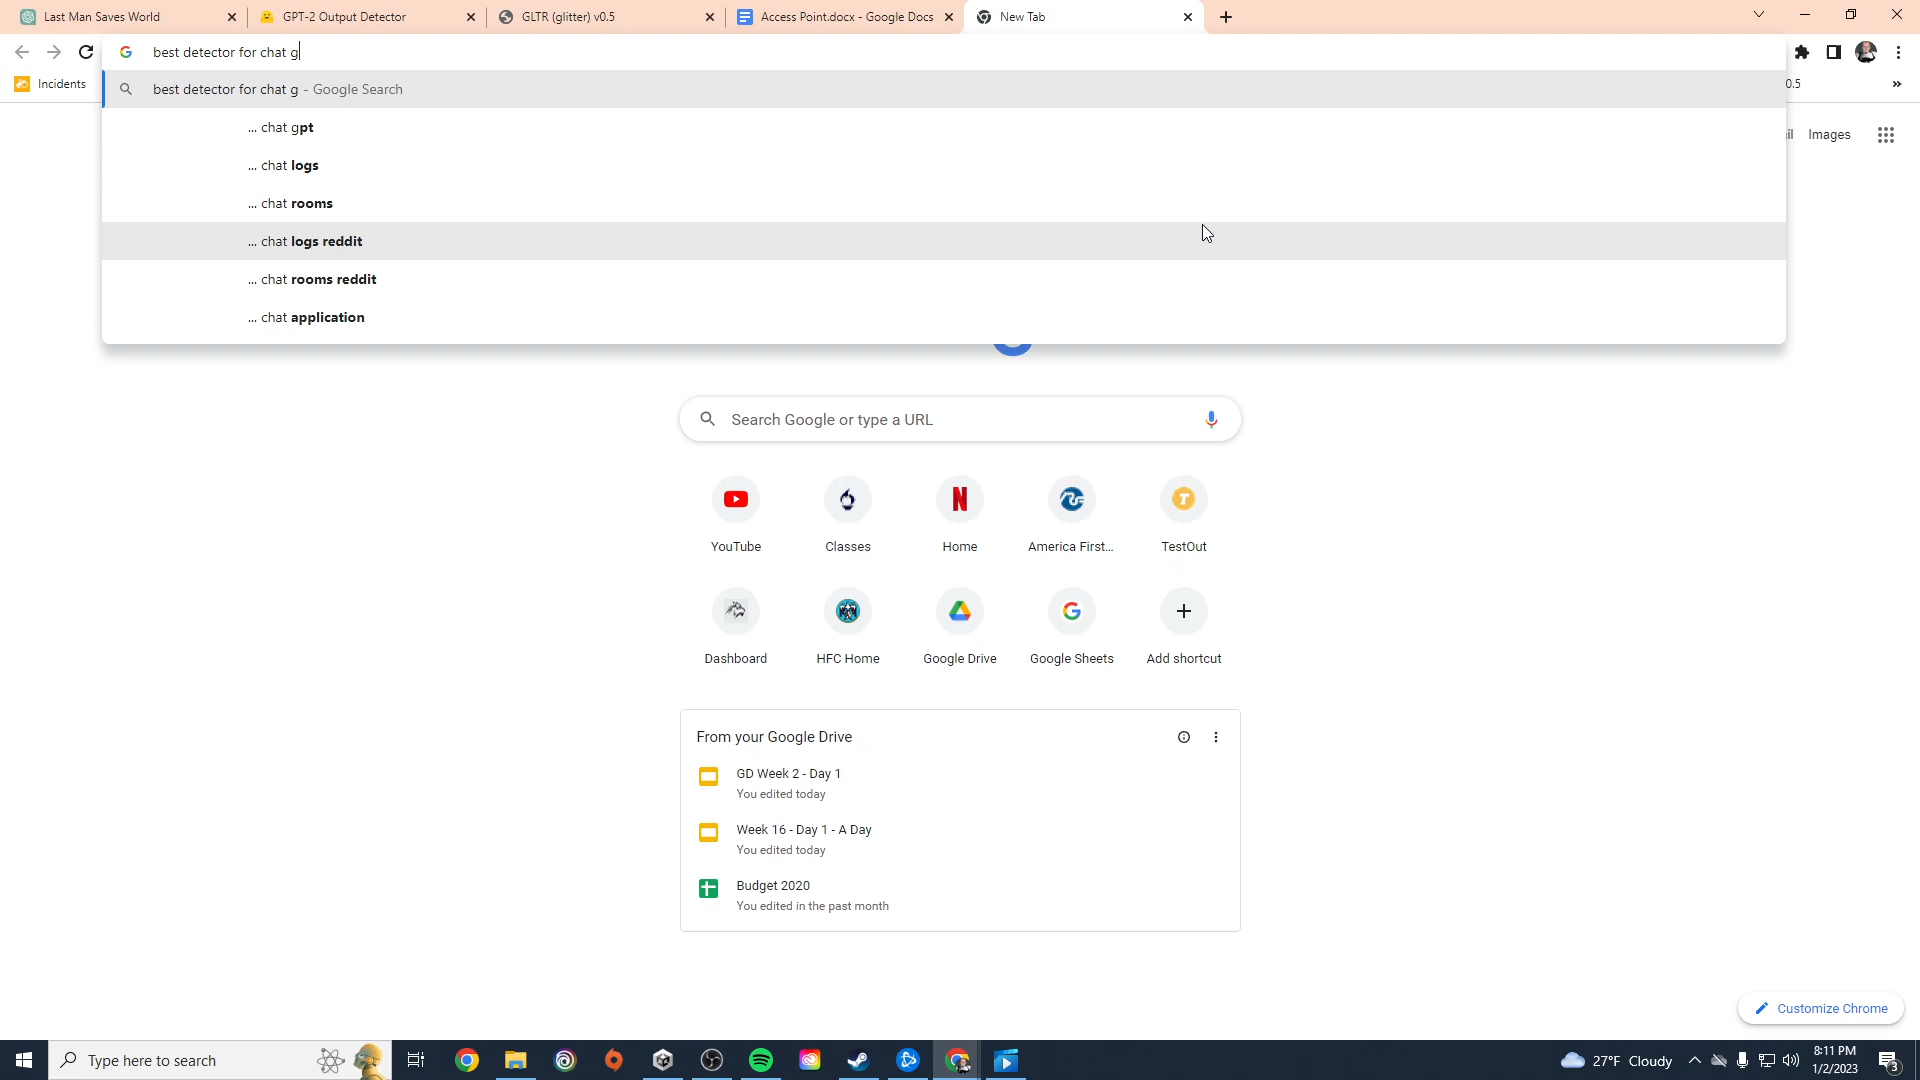 Last Man Saves World
GPT-2 Output Detector
GLTR (glitter) v0.5
Access Point.docx - Google Docs
New Tab
best detector for chat g
Incidents
best detector for chat g - Google Search
0.5
... chat gpt
il
Images
... chat logs
... chat rooms
... chat logs reddit
... chat rooms reddit
... chat application
Search Google or type a URL
YouTube
Classes
Home
America First...
TestOut
Dashboard
HFC Home
Google Drive
Google Sheets
Add shortcut
From your Google Drive
GD Week 2 - Day 1
You edited today
Week 16 - Day 1 - A Day
You edited today
Budget 2020
You edited in the past month
Customize Chrome
Type here to search
27°F Cloudy
8:11 PM
1/2/2023
3